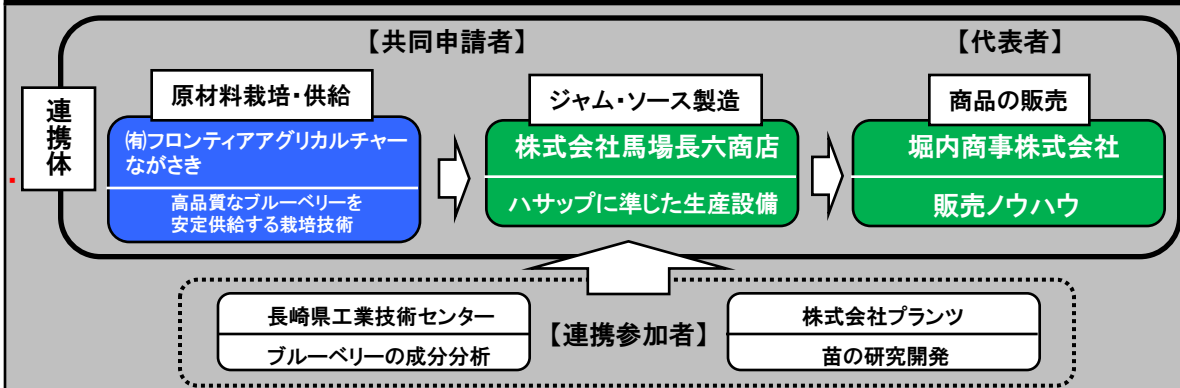 【共同申請者】
【代表者】
連携体
原材料栽培・供給
㈲フロンティアアグリカルチャー
ながさき
高品質なブルーベリーを
安定供給する栽培技術
ジャム・ソース製造
株式会社馬場長六商店
ハサップに準じた生産設備
商品の販売
堀内商事株式会社
販売ノウハウ
長崎県工業技術センター
ブルーベリーの成分分析
【連携参加者】
株式会社プランツ
苗の研究開発